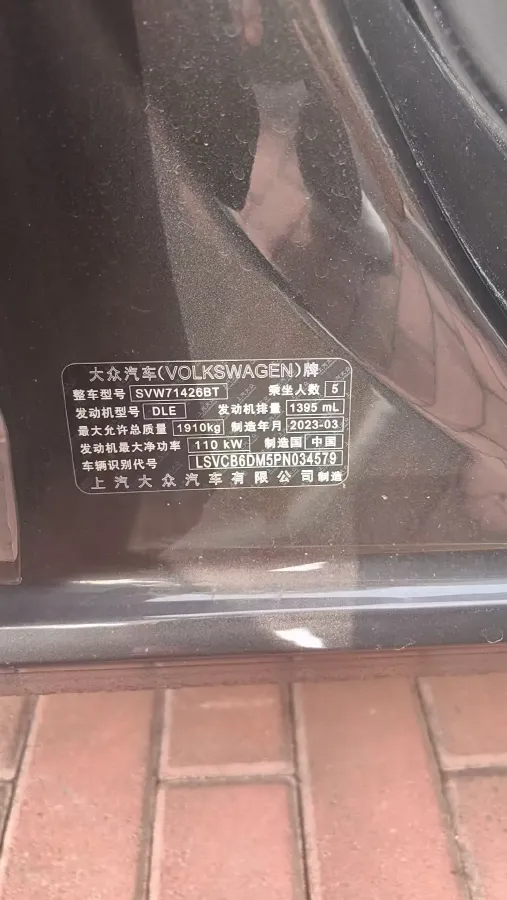 大众汽车(VOLKSWAGEN)牌
整车型号 SVW71426BT 乘坐人数 5
发动机型号 DLE 发动机排量 1395 mL
最大允许总质量 1910kg 制造年月 2023-03
发动机最大净功率 110 kW 制造国 中国
车辆识别代号 LSVCB6DM5PN034579
上汽大众汽车有限公司制造